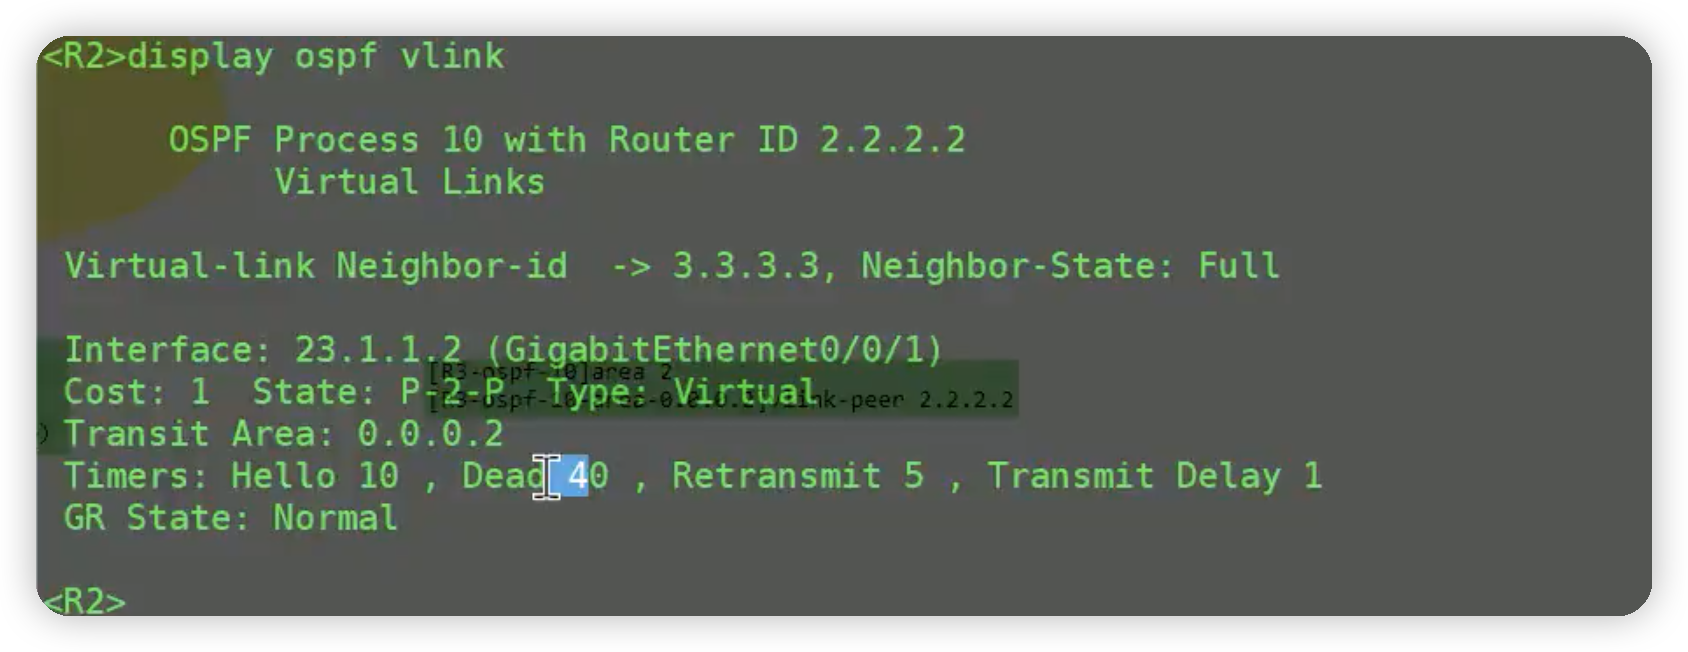 <R2>display ospf vlink
OSPF Process 10 with Router ID 2.2.2.2
Virtual Links
Virtual-link Neighbor-id  -> 3.3.3.3, Neighbor-State: Full
Interface: 23.1.1.2 (GigabitEthernet0/0/1)
[R3-ospf-10]area 2
Cost: 1  State: P-2-P  Type: Virtual
[R3-ospf-10-area-0.0.0.2]vlink-peer 2.2.2.2
Transit Area: 0.0.0.2
Timers: Hello 10 , Dead 40 , Retransmit 5 , Transmit Delay 1
GR State: Normal
<R2>